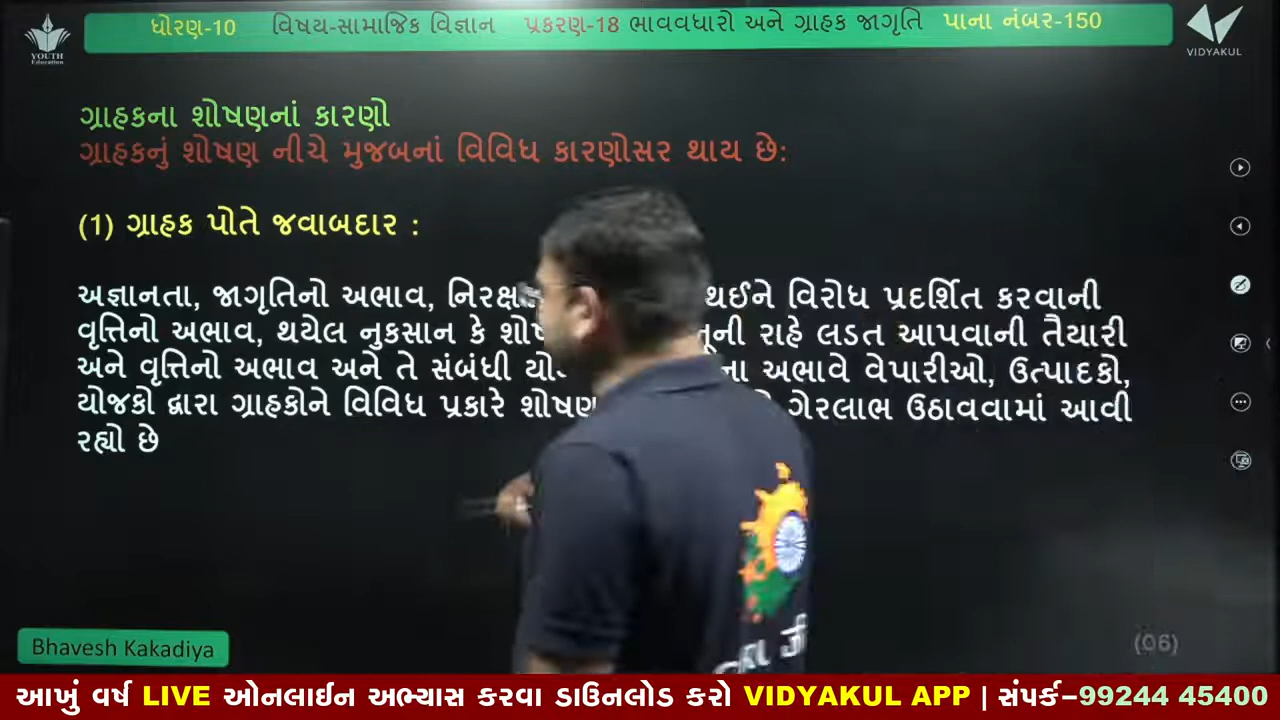 ધોરણ-10 વિષય-સામાજિક વિજ્ઞાન પ્રકરણ-18 ભાવવધારો અને ગ્રાહક જાગૃતિ પાના નંબર-150
YOUTH
Education
VIDYAKUL
ગ્રાહકના શોષણનાં કારણો
ગ્રાહકનું શોષણ નીચે મુજબનાં વિવિધ કારણોસર થાય છે:
(1) ગ્રાહક પોતે જવાબદાર :
અજ્ઞાનતા, જાગૃતિનો અભાવ, થઈને વિરોધ પ્રદર્શિત કરવાની
વૃત્તિનો અભાવ, થયેલ નુકસાન કે રાહે લડત આપવાની તૈયારી
અને વૃત્તિનો અભાવ અને તે સંબંધી અભાવે વેપારીઓ, ઉત્પાદકો,
યોજકો દ્વારા ગ્રાહકોને વિવિધ પ્રકારે શોષણ ગેરલાભ ઉઠાવવામાં આવી
રહ્યો છે
Bhavesh Kakadiya
(06)
આખું વર્ષ LIVE ઓનલાઈન અભ્યાસ કરવા ડાઉનલોડ કરો VIDYAKUL APP | સંપર્ક-99244 45400